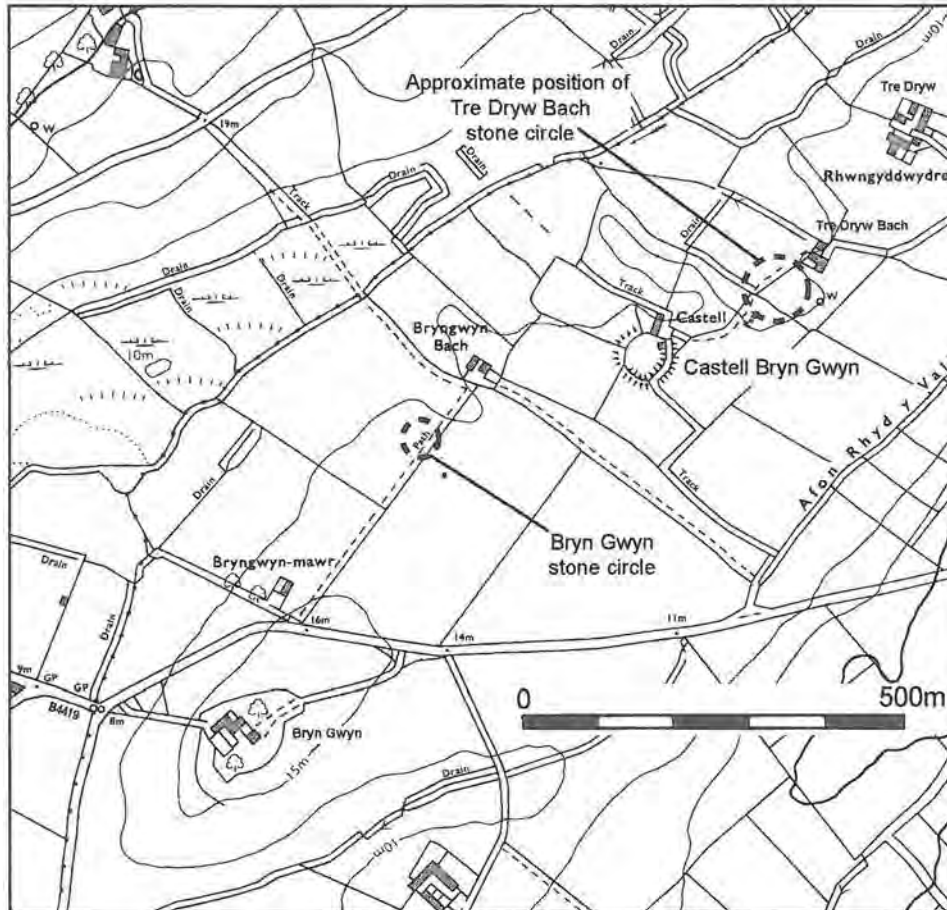 Drain
10m
Approximate position of
Tre Dryw Bach
stone circle
Tre Dryw
W
19m
Drain
Rhwngyddwydre
Track
Drain
Drain
Tre Dryw Bach
Drain
Drain
Drain
Track
W
Castell
Bryngwyn
Bach
10m
Castell Bryn Gwyn
Path
Afon Rhyd y Val
Drain
Track
Bryn Gwyn
stone circle
Bryngwyn-mawr
Drain
16m
11m
14m
Drain
9m
GP
GP
0
500m
B4419
8m
Bryn Gwyn
15m
Drain
10m